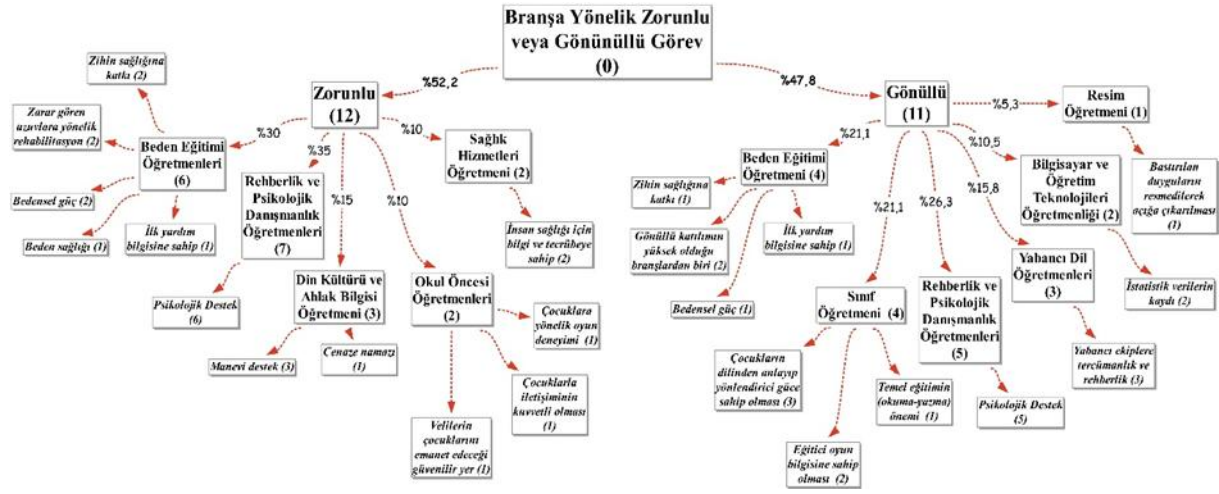 Branşa Yönelik Zorunlu
veya Gönünüllü Görev
(0)
%52,2
%47,8
Zorunlu
(12)
%30
%35
%15
%10
%10
Beden Eğitimi
Öğretmenleri
(6)
Zihin sağlığına
katkı (2)
Zarar gören
uzuvlara yönelik
rehabilitasyon (2)
Bedensel güç (2)
Beden sağlığı (1)
İlk yardım
bilgisine sahip (1)
Rehberlik ve
Psikolojik
Danışmanlık
Öğretmenleri
(7)
Psikolojik Destek
(6)
Din Kültürü ve
Ahlak Bilgisi
Öğretmeni (3)
Manevi destek (3)
Cenaze namazı
(1)
Okul Öncesi
Öğretmenleri
(2)
Çocuklara
yönelik oyun
deneyimi (1)
Çocuklarla
iletişiminin
kuvvetli olması
(1)
Velilerin
çocuklarını
emanet edeceği
güvenilir yer (1)
Sağlık
Hizmetleri
Öğretmeni (2)
İnsan sağlığı için
bilgi ve tecrübeye
sahip (2)
Gönüllü
(11)
%21,1
%21,1
%26,3
%15,8
%10,5
%5,3
Beden Eğitimi
Öğretmeni (4)
Zihin sağlığına
katkı (1)
Gönüllü katılımın
yüksek olduğu
branşlardan biri (2)
Bedensel güç (1)
İlk yardım
bilgisine sahip (1)
Sınıf
Öğretmeni (4)
Çocukların
dilinden anlayıp
yönlendirici güce
sahip olması (3)
Eğitici oyun
bilgisine sahip
olması (2)
Temel eğitimin
(okuma-yazma)
önemi (1)
Rehberlik ve
Psikolojik
Danışmanlık
Öğretmenleri
(5)
Psikolojik Destek
(5)
Yabancı Dil
Öğretmenleri
(3)
Yabancı ekiplere
tercümanlık ve
rehberlik (3)
Bilgisayar ve
Öğretim
Teknolojileri
Öğretmenliği (2)
İstatistik verilerin
kaydı (2)
Resim
Öğretmeni (1)
Bastırılan
duyguların
resmedilerek
açığa çıkarılması
(1)